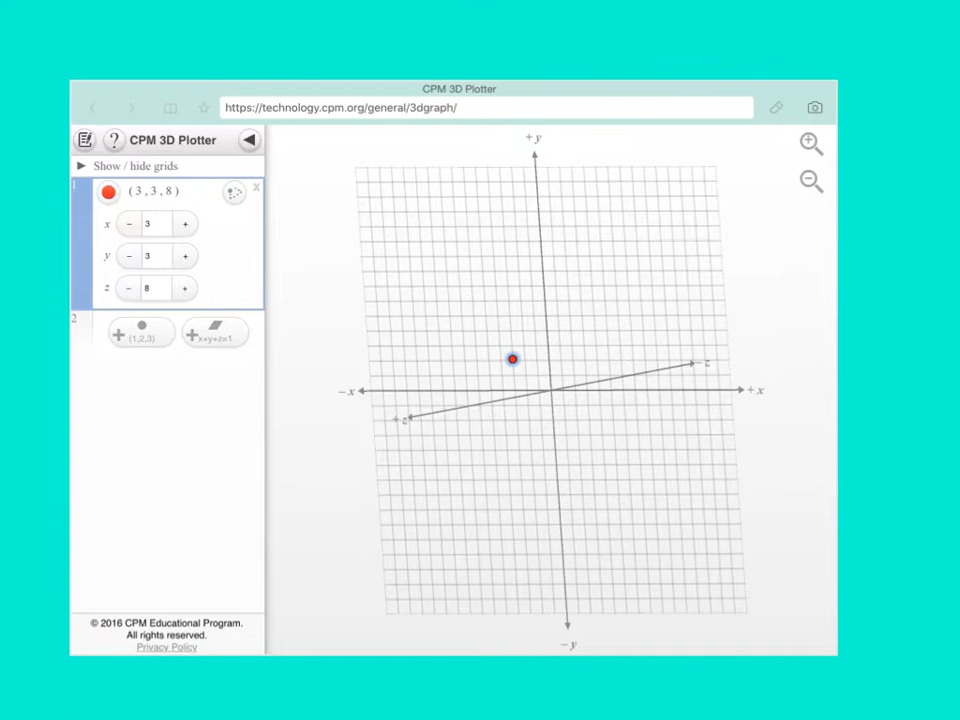 CPM 3D Plotter
https://technology.cpm.org/general/3dgraph/
? CPM 3D Plotter
Show / hide grids
1
(3, 3, 8)
x
x - 3 +
y - 3 +
z - 8 +
2
+ (1,2,3)
+ x+y+z=1
+ y
- z
- x
+ x
+ z
- y
© 2016 CPM Educational Program.
All rights reserved.
Privacy Policy